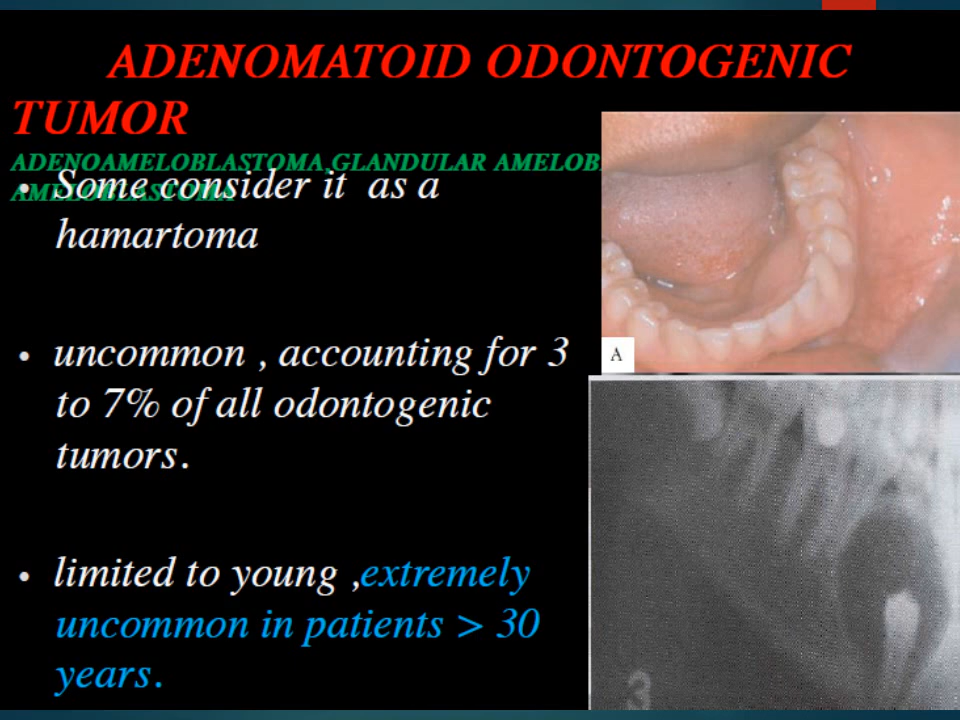 ADENOMATOID ODONTOGENIC
TUMOR
ADENOAMELOBLASTOMA,GLANDULAR AMELOB
AMELOBLASTOMA
• Some consider it as a
hamartoma
• uncommon , accounting for 3
to 7% of all odontogenic
tumors.
• limited to young ,extremely
uncommon in patients > 30
years.
A
3